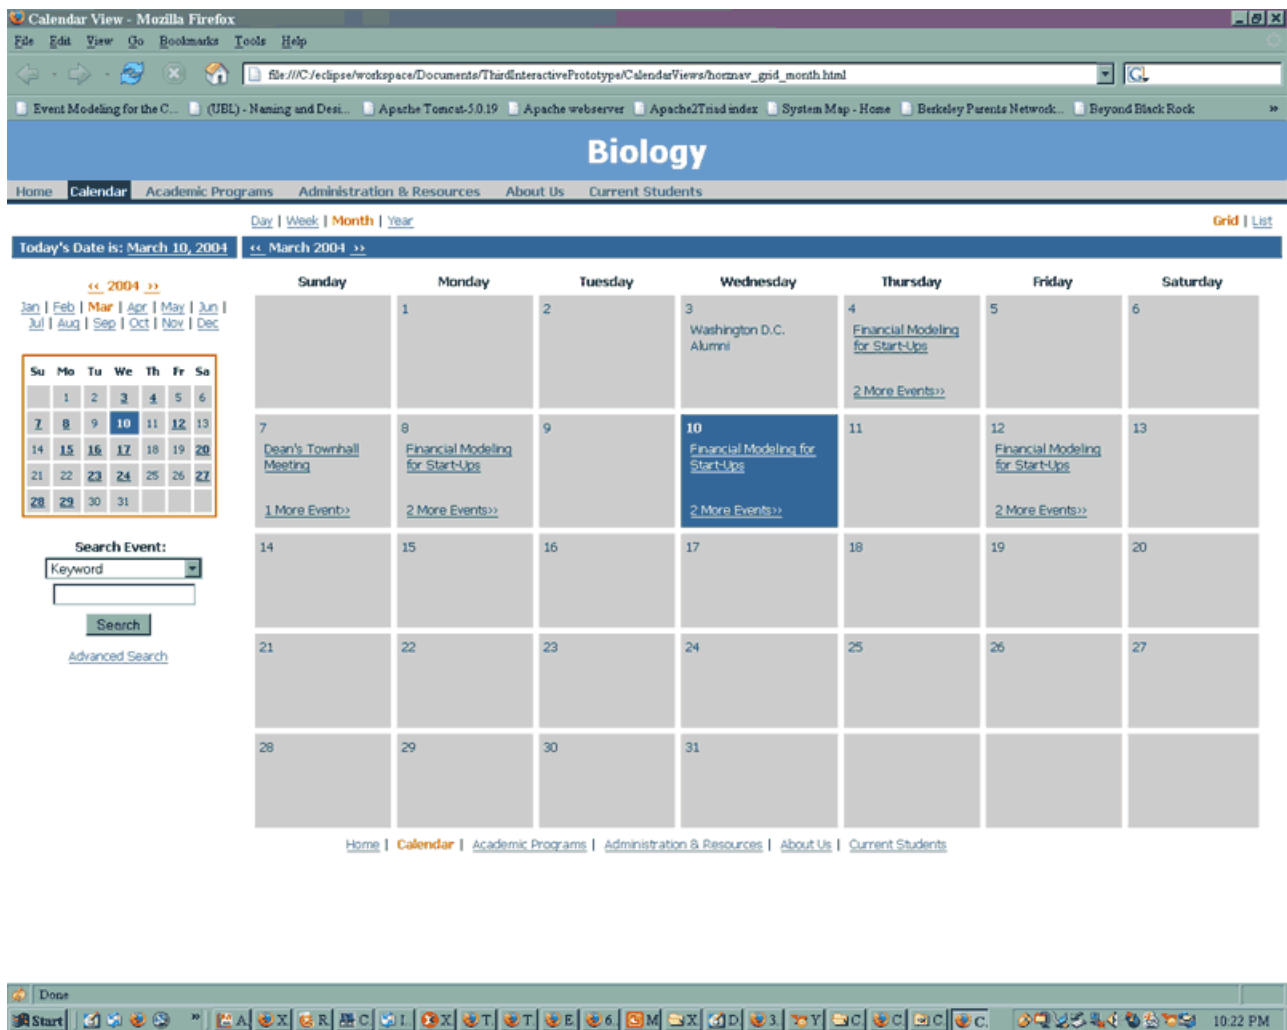 Calendar View - Mozilla Firefox
File Edit View Go Bookmarks Tools Help
file:///C:/eclipse/workspace/Documents/ThirdInteractivePrototype/CalendarViews/horznav_grid_month.html
G
Event Modeling for the C... (UBL) - Naming and Desi... Apache Tomcat-5.0.19 Apache webserver Apache2Triad index System Map - Home Berkeley Parents Network... Beyond Black Rock »
Biology
Home Calendar Academic Programs Administration & Resources About Us Current Students
Day | Week | Month | Year Grid | List
Today's Date is: March 10, 2004 << March 2004 >>
<< 2004 >>
Jan | Feb | Mar | Apr | May | Jun |
Jul | Aug | Sep | Oct | Nov | Dec
Su Mo Tu We Th Fr Sa
1 2 3 4 5 6
7 8 9 10 11 12 13
14 15 16 17 18 19 20
21 22 23 24 25 26 27
28 29 30 31
Search Event:
Keyword
Search
Advanced Search
Sunday Monday Tuesday Wednesday Thursday Friday Saturday
1 2 3 4 5 6
Washington D.C. Financial Modeling
Alumni for Start-Ups
2 More Events>>
7 8 9 10 11 12 13
Dean's Townhall Financial Modeling Financial Modeling for Financial Modeling
Meeting for Start-Ups Start-Ups for Start-Ups
1 More Event>> 2 More Events>> 2 More Events>> 2 More Events>>
14 15 16 17 18 19 20
21 22 23 24 25 26 27
28 29 30 31
Home | Calendar | Academic Programs | Administration & Resources | About Us | Current Students
Done
Start » A. X R. C. I. X T. T E 6. M X D 3. Y C C. C C. 10:22 PM